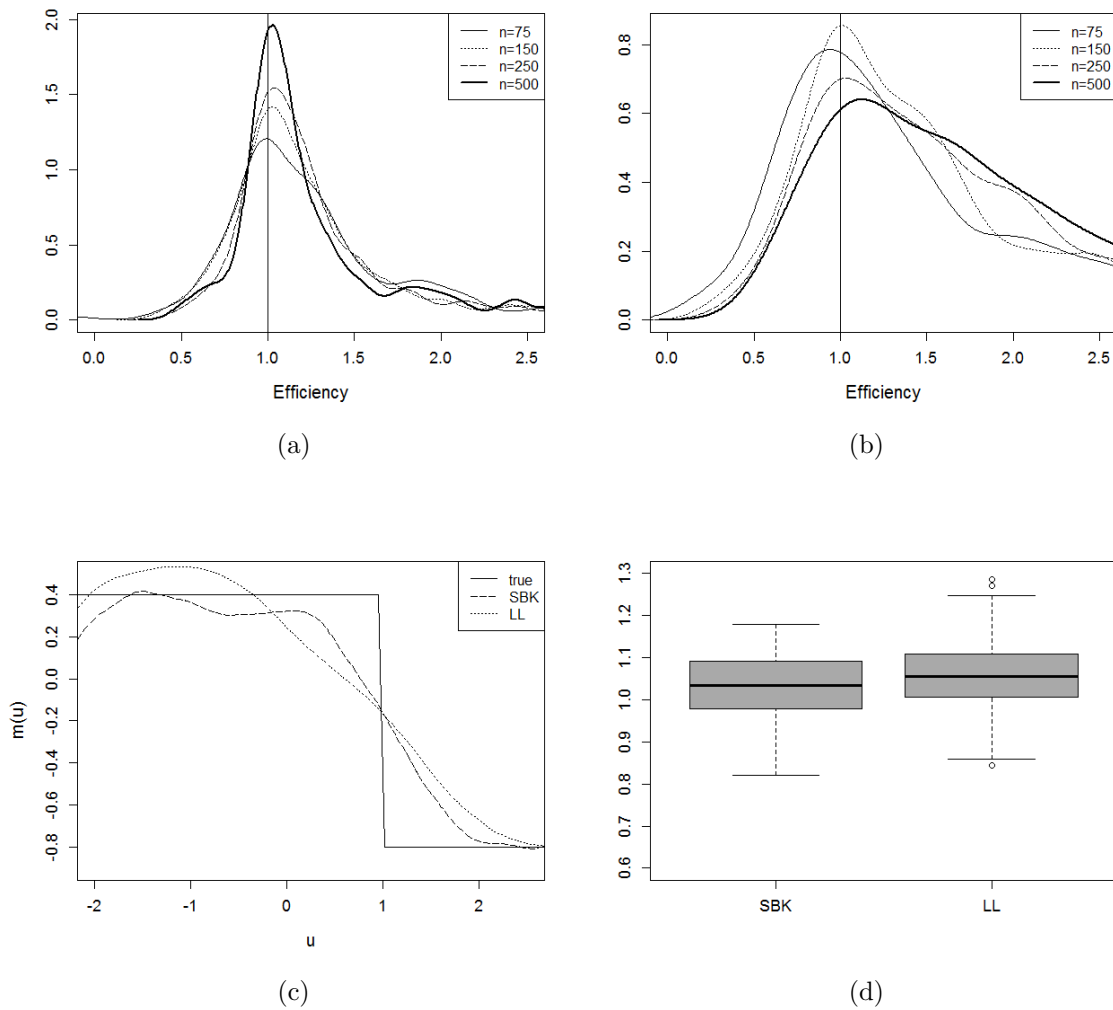 n=75
n=150
n=250
n=500
0.0 0.5 1.0 1.5 2.0
0.0 0.5 1.0 1.5 2.0 2.5
Efficiency
(a)
n=75
n=150
n=250
n=500
0.0 0.2 0.4 0.6 0.8
0.0 0.5 1.0 1.5 2.0 2.5
Efficiency
(b)
true
SBK
LL
m(u)
-0.8 -0.4 -0.2 0.0 0.2 0.4
-2 -1 0 1 2
u
(c)
0.6 0.7 0.8 0.9 1.0 1.1 1.2 1.3
SBK LL
(d)